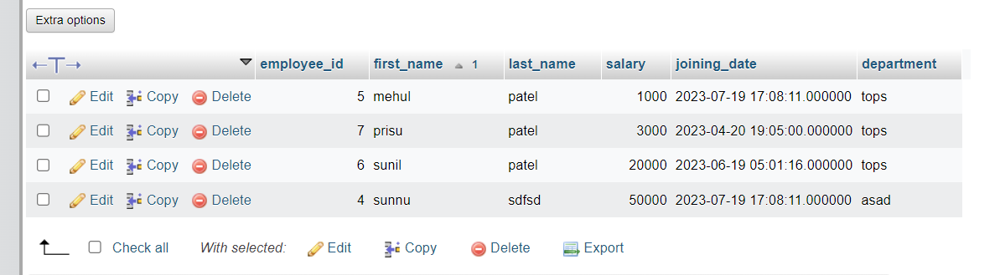 Extra options
←T→ employee_id first_name 1 last_name salary joining_date department
Edit Copy Delete 5 mehul patel 1000 2023-07-19 17:08:11.000000 tops
Edit Copy Delete 7 prisu patel 3000 2023-04-20 19:05:00.000000 tops
Edit Copy Delete 6 sunil patel 20000 2023-06-19 05:01:16.000000 tops
Edit Copy Delete 4 sunnu sdfsd 50000 2023-07-19 17:08:11.000000 asad
Check all With selected: Edit Copy Delete Export